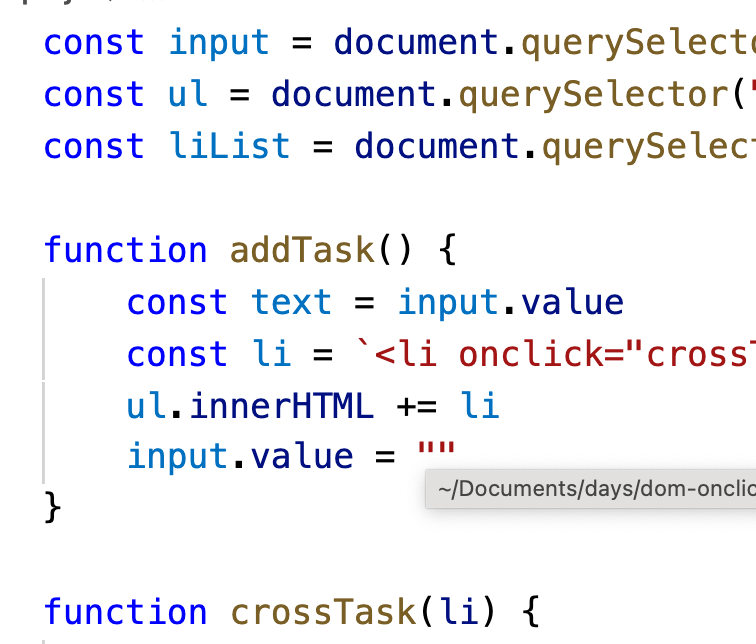 const input = document.querySelecto
const ul = document.querySelector("
const liList = document.querySelect
function addTask() {
const text = input.value
const li = `<li onclick="crossT
ul.innerHTML += li
input.value = ""
~/Documents/days/dom-onclic
}
function crossTask(li) {